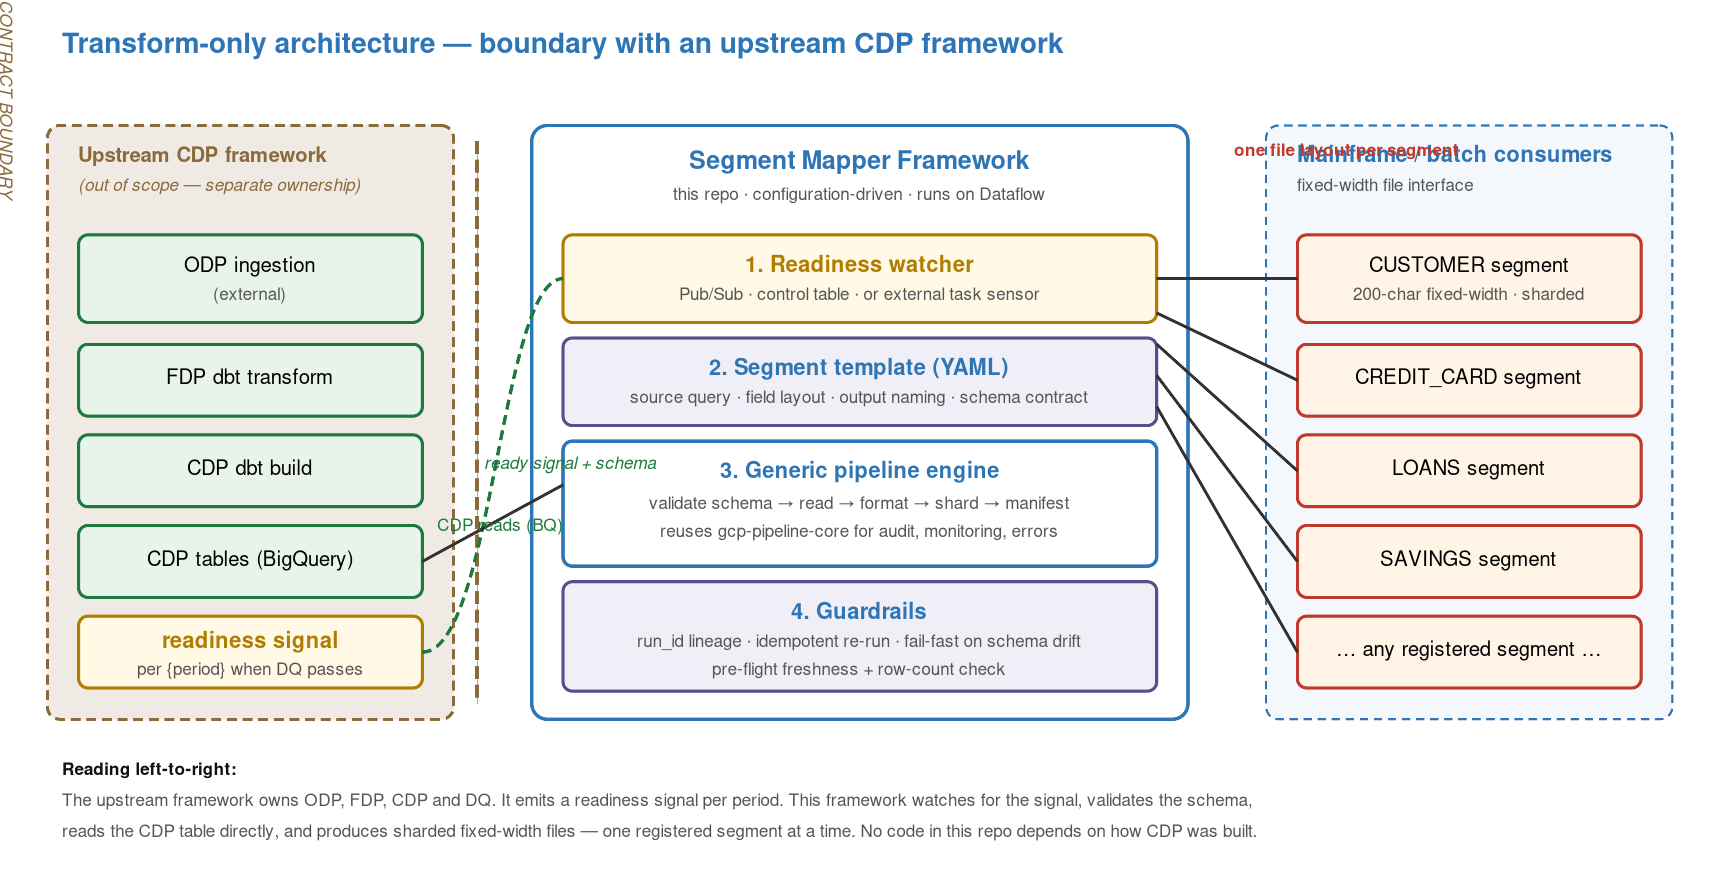 CONTRACT BOUNDARY
Transform-only architecture — boundary with an upstream CDP framework
Upstream CDP framework
(out of scope — separate ownership)
ODP ingestion
(external)
FDP dbt transform
CDP dbt build
CDP tables (BigQuery)
readiness signal
per {period} when DQ passes
ready signal + schema
CDP reads (BQ)
Segment Mapper Framework
this repo · configuration-driven · runs on Dataflow
1. Readiness watcher
Pub/Sub · control table · or external task sensor
2. Segment template (YAML)
source query · field layout · output naming · schema contract
3. Generic pipeline engine
validate schema → read → format → shard → manifest
reuses gcp-pipeline-core for audit, monitoring, errors
4. Guardrails
run_id lineage · idempotent re-run · fail-fast on schema drift
pre-flight freshness + row-count check
one file layout per segment
Mainframe / batch consumers
fixed-width file interface
CUSTOMER segment
200-char fixed-width · sharded
CREDIT_CARD segment
LOANS segment
SAVINGS segment
… any registered segment …
Reading left-to-right:
The upstream framework owns ODP, FDP, CDP and DQ. It emits a readiness signal per period. This framework watches for the signal, validates the schema,
reads the CDP table directly, and produces sharded fixed-width files — one registered segment at a time. No code in this repo depends on how CDP was built.